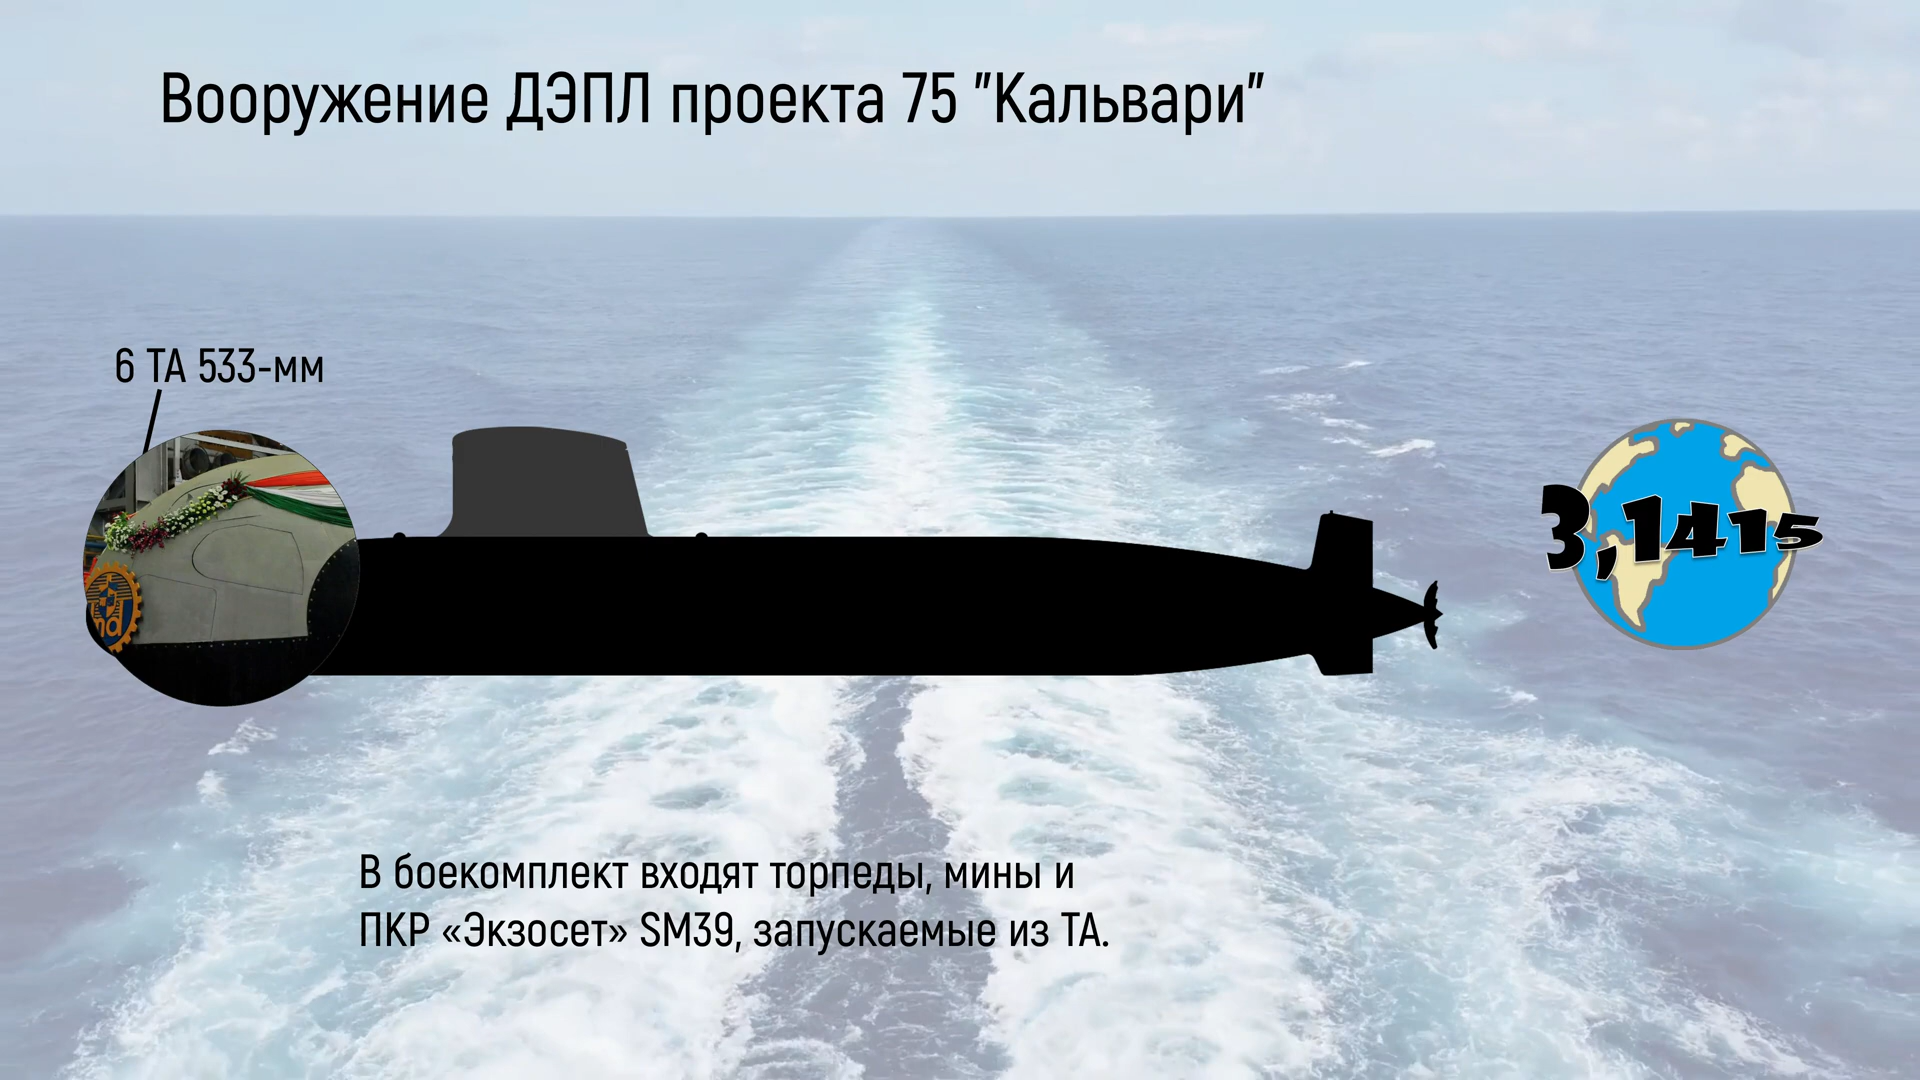 Вооружение ДЭПЛ проекта 75 "Кальвари"
6 ТА 533-мм
3,1415
В боекомплект входят торпеды, мины и
ПКР «Экзосет» SM39, запускаемые из ТА.